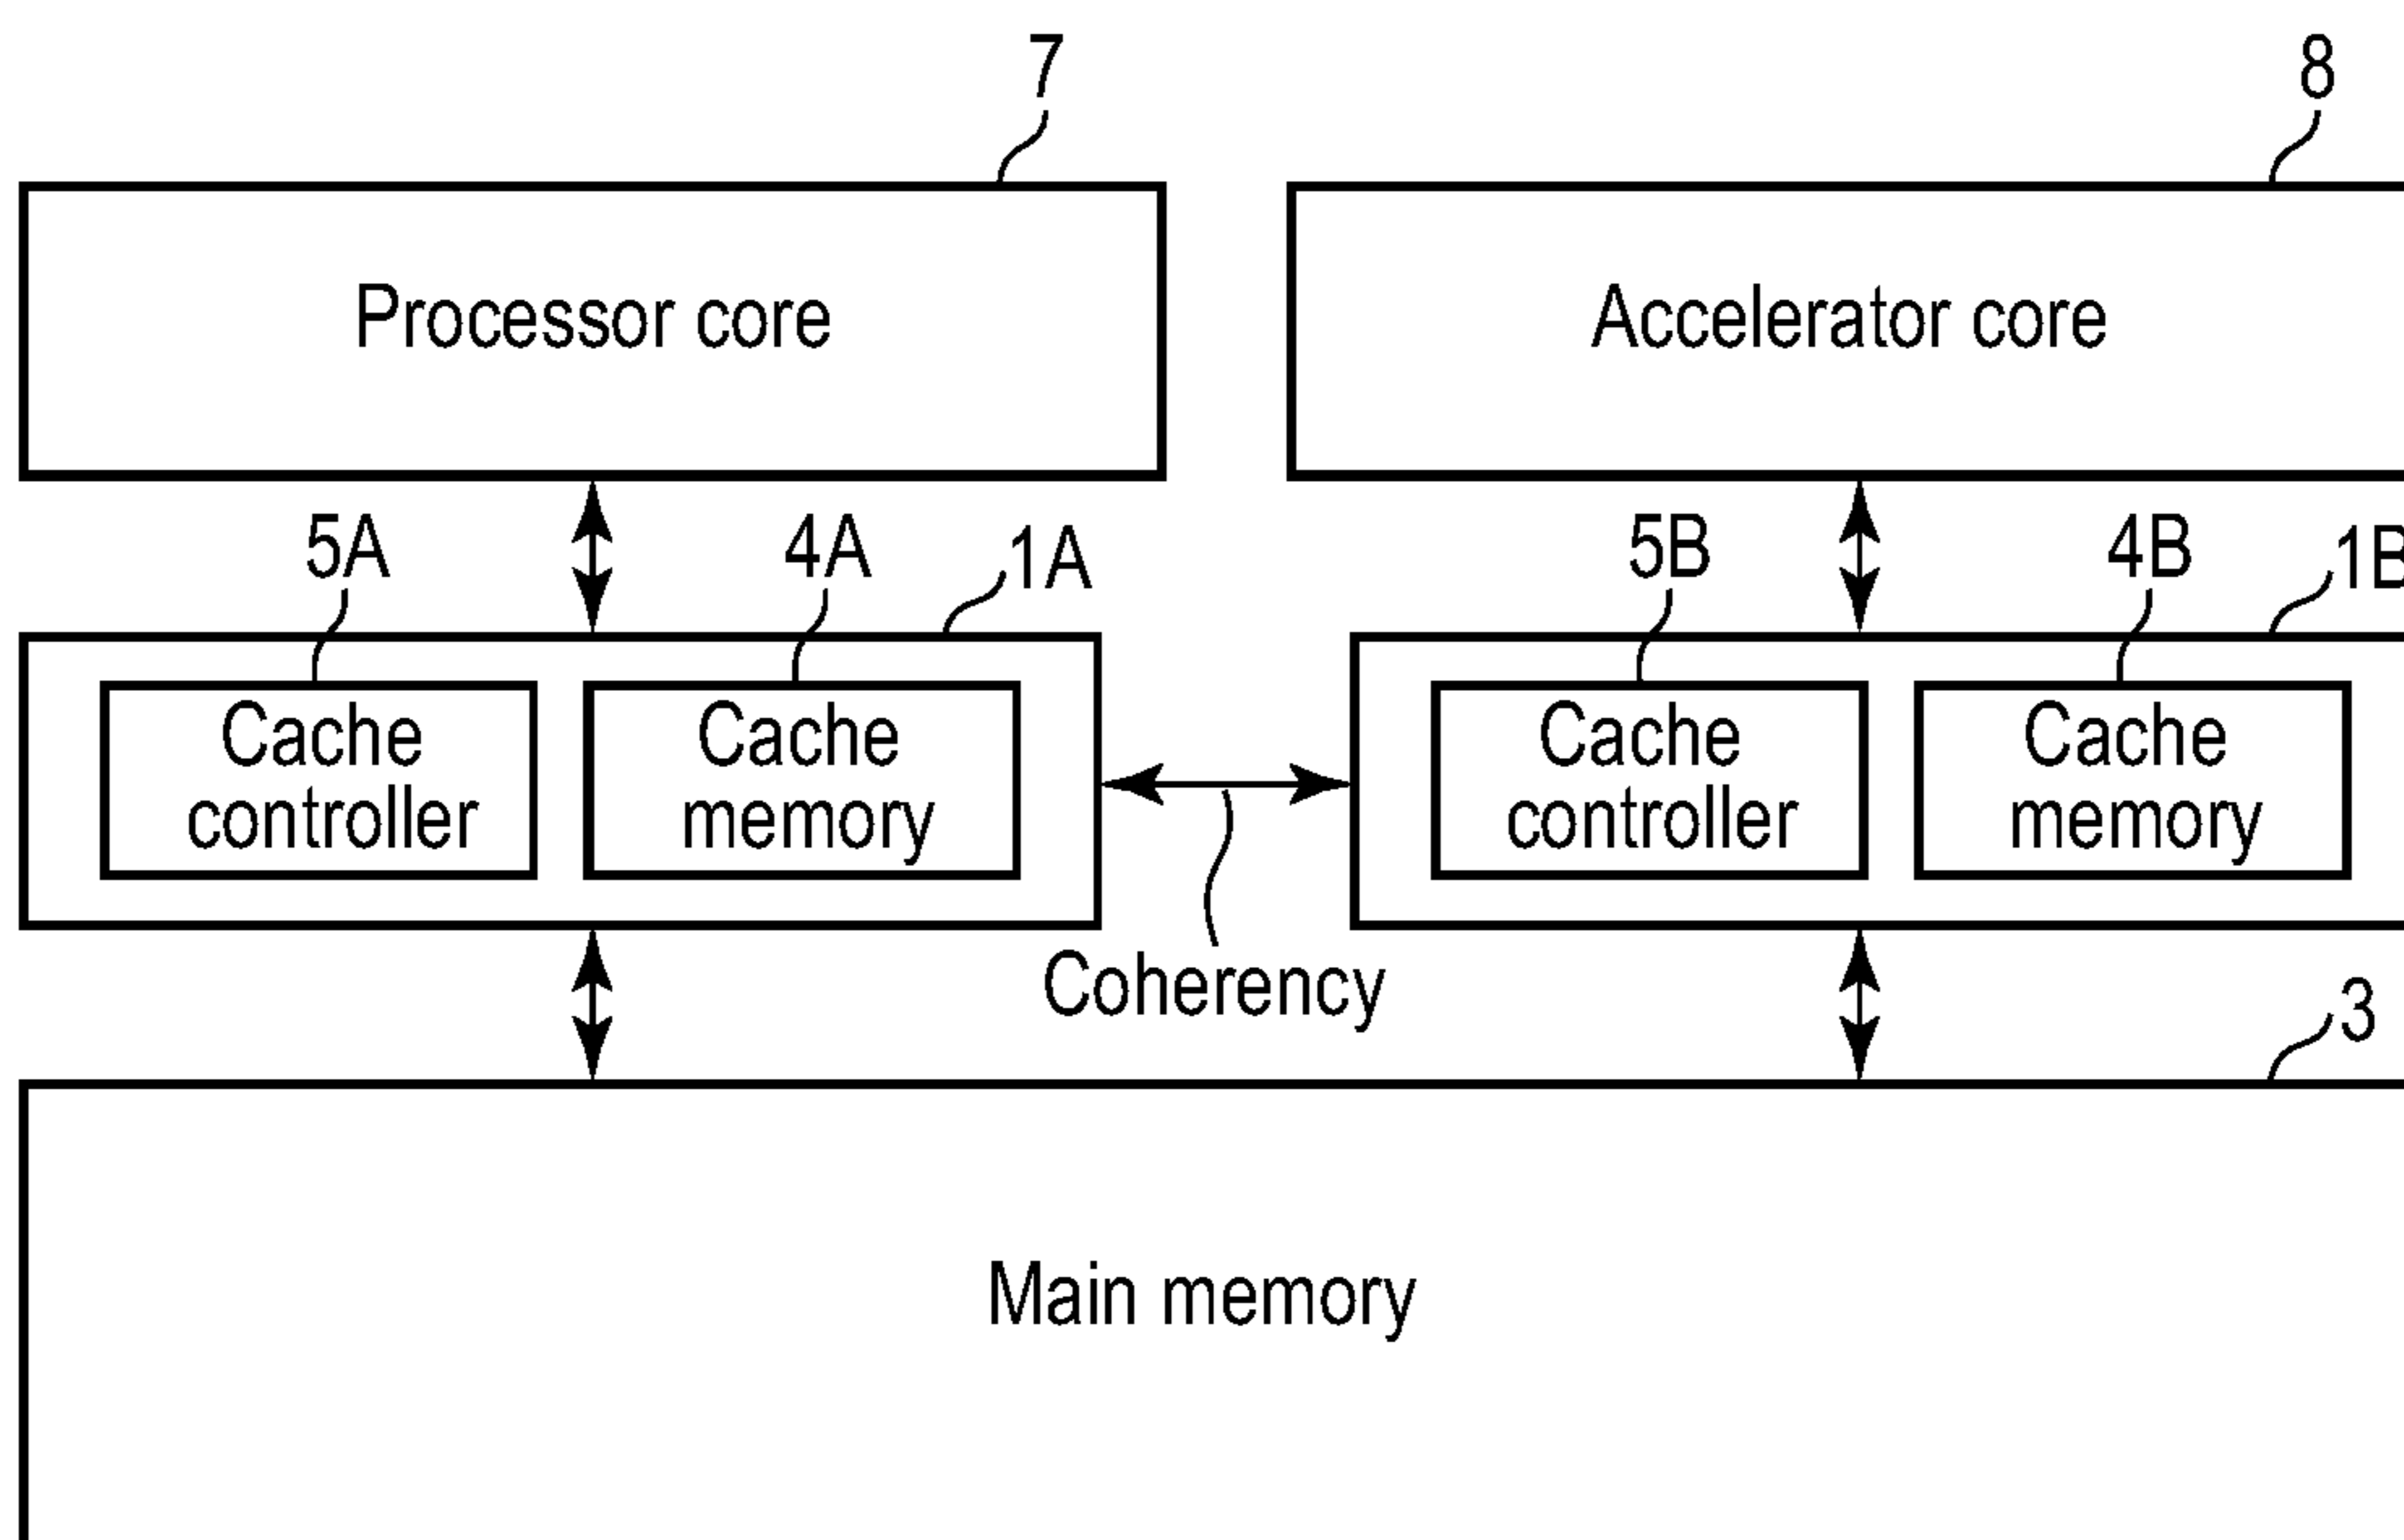 7
8
Processor core
Accelerator core
5A
4A
1A
5B
4B
1B
Cache
controller
Cache
memory
Cache
controller
Cache
memory
Coherency
3
Main memory